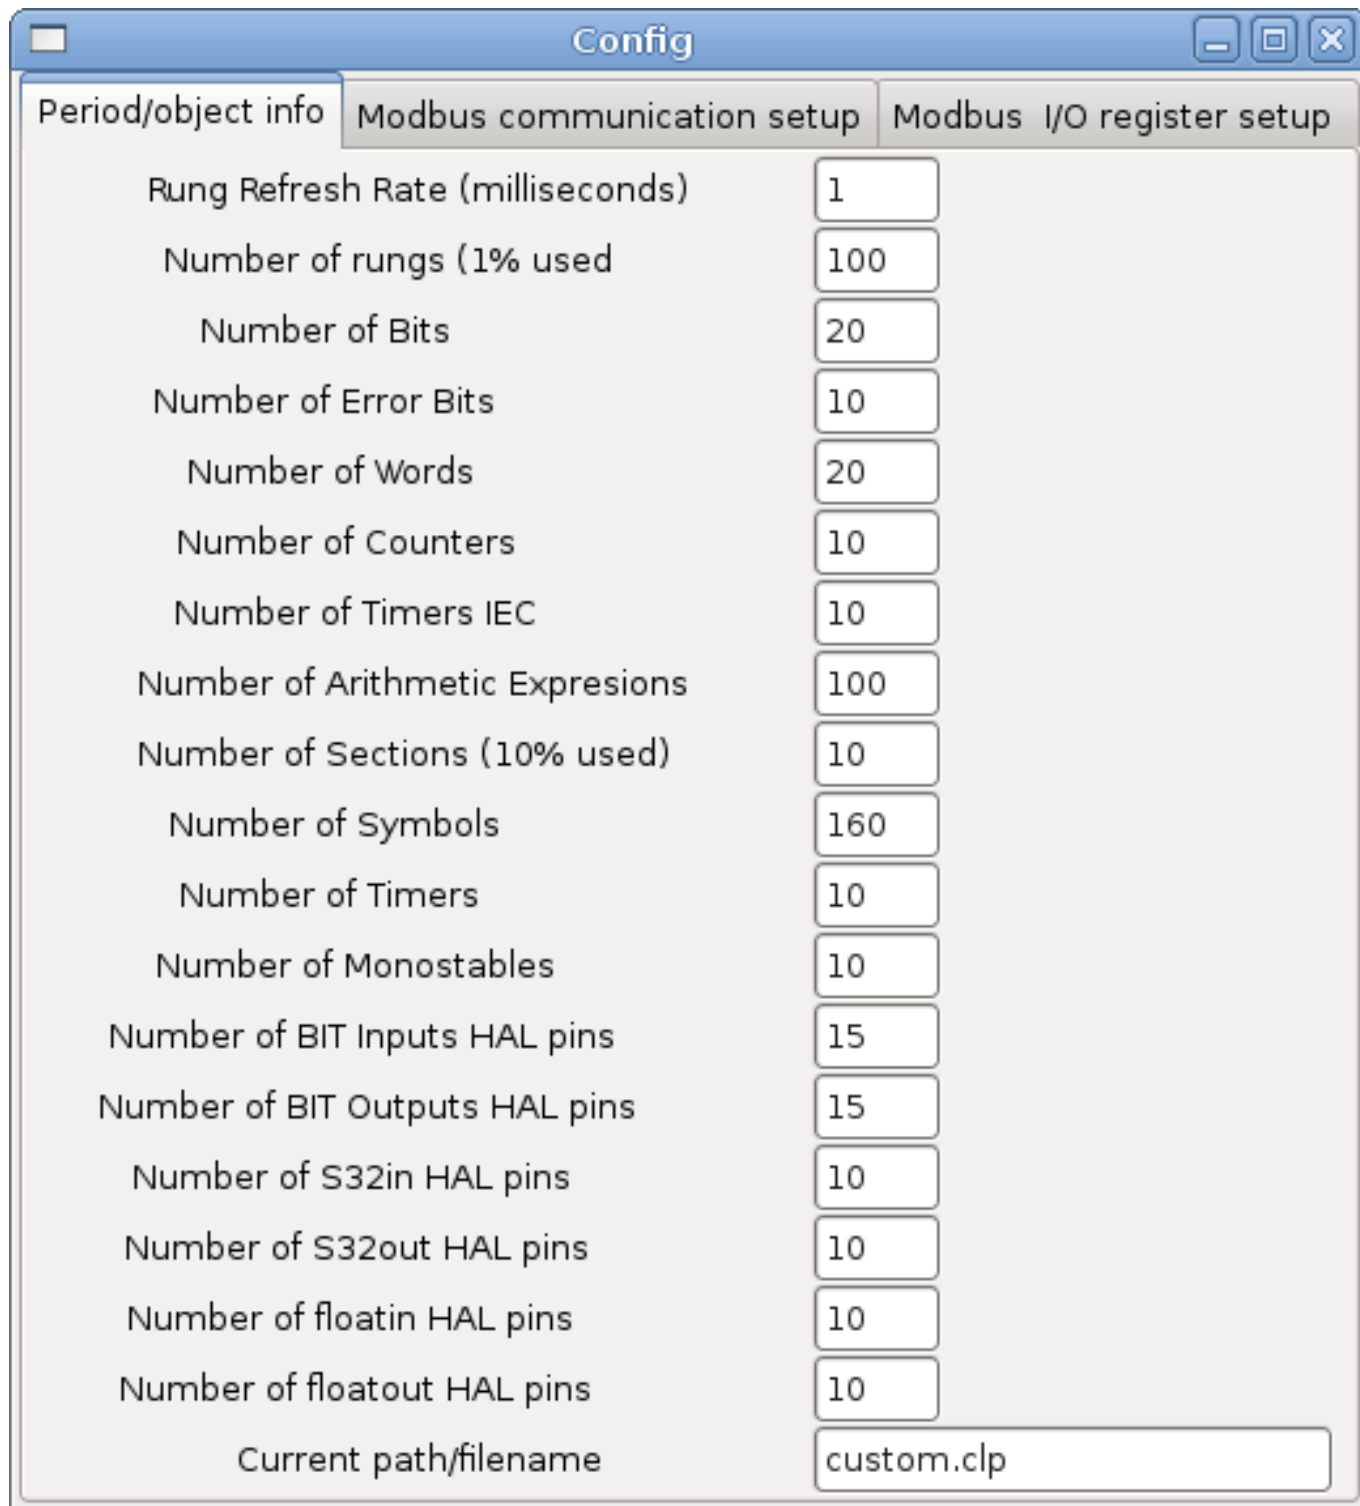 Config
Period/object info Modbus communication setup Modbus I/O register setup
Rung Refresh Rate (milliseconds) 1
Number of rungs (1% used 100
Number of Bits 20
Number of Error Bits 10
Number of Words 20
Number of Counters 10
Number of Timers IEC 10
Number of Arithmetic Expresions 100
Number of Sections (10% used) 10
Number of Symbols 160
Number of Timers 10
Number of Monostables 10
Number of BIT Inputs HAL pins 15
Number of BIT Outputs HAL pins 15
Number of S32in HAL pins 10
Number of S32out HAL pins 10
Number of floatin HAL pins 10
Number of floatout HAL pins 10
Current path/filename custom.clp